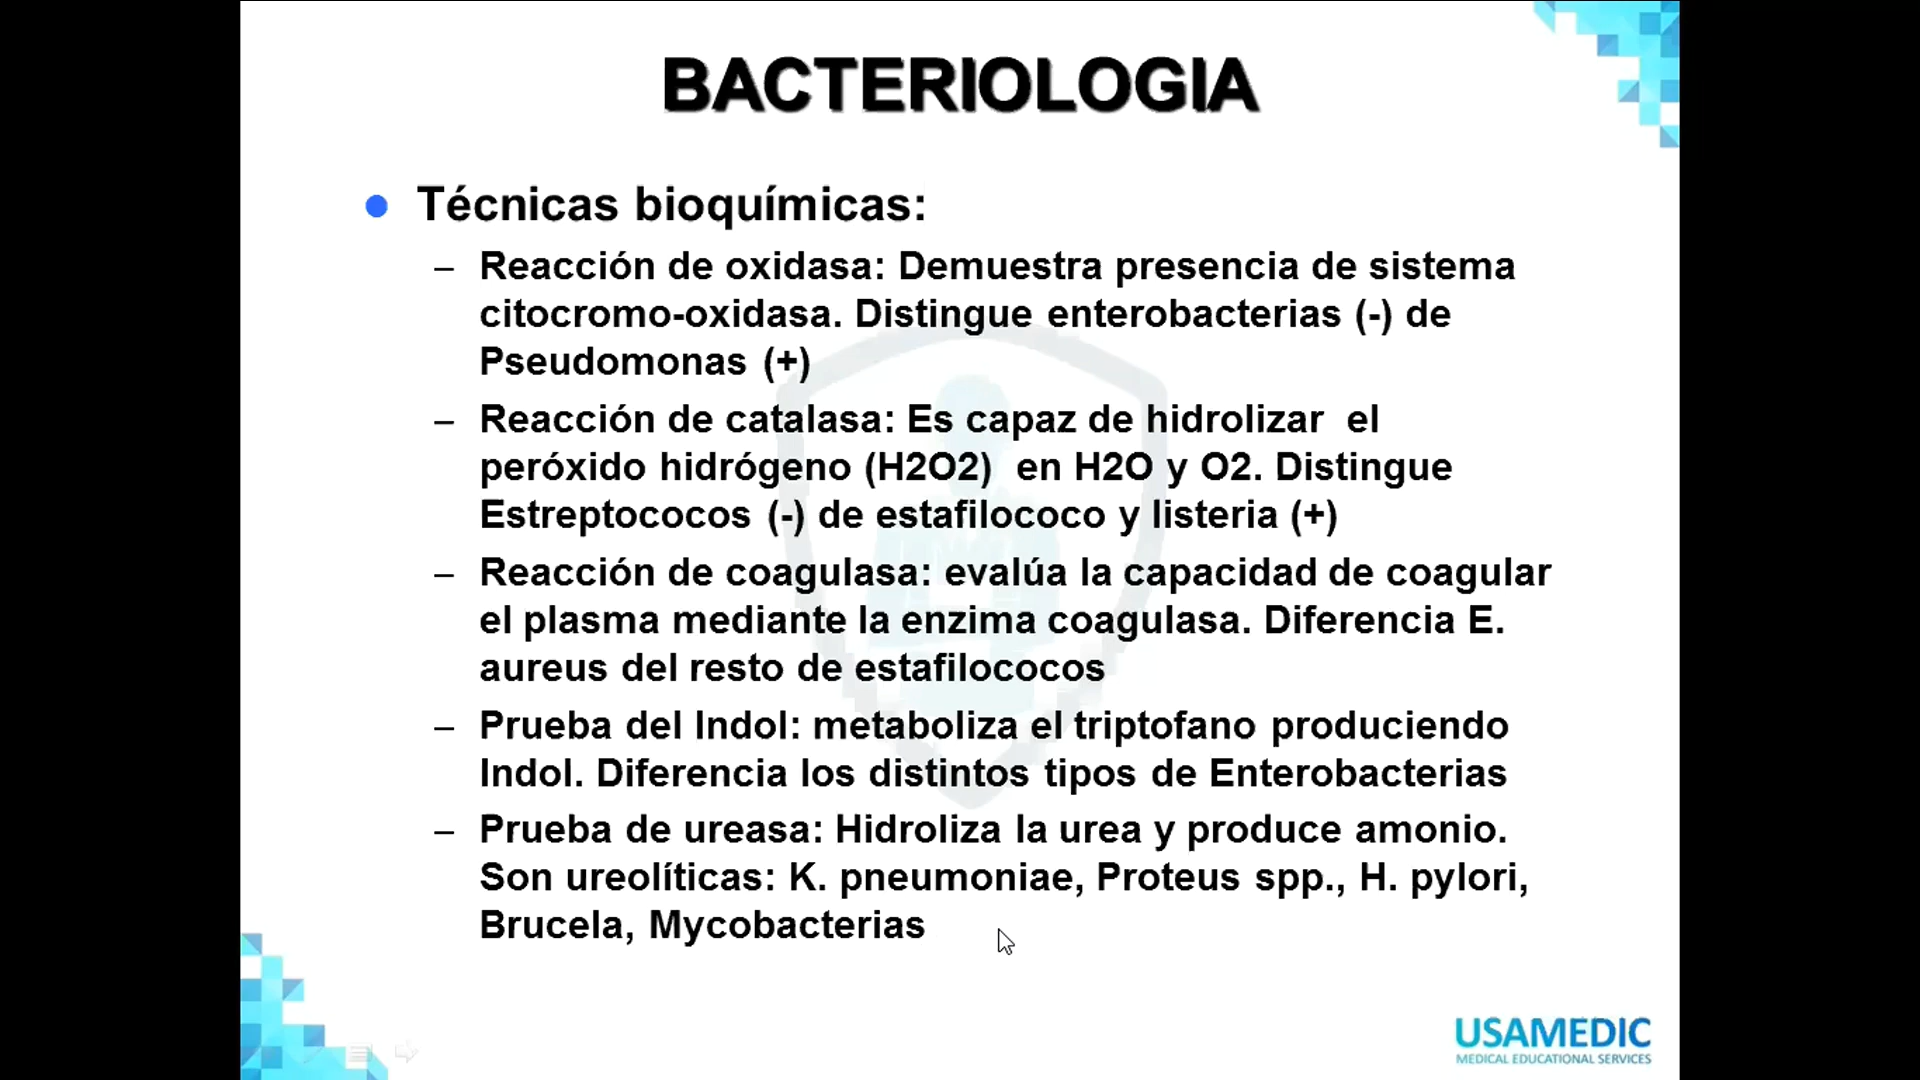 BACTERIOLOGIA
Técnicas bioquímicas:
– Reacción de oxidasa: Demuestra presencia de sistema
citocromo-oxidasa. Distingue enterobacterias (-) de
Pseudomonas (+)
– Reacción de catalasa: Es capaz de hidrolizar el
peróxido hidrógeno (H2O2) en H2O y O2. Distingue
Estreptococos (-) de estafilococo y listeria (+)
– Reacción de coagulasa: evalúa la capacidad de coagular
el plasma mediante la enzima coagulasa. Diferencia E.
aureus del resto de estafilococos
– Prueba del Indol: metaboliza el triptofano produciendo
Indol. Diferencia los distintos tipos de Enterobacterias
– Prueba de ureasa: Hidroliza la urea y produce amonio.
Son ureolíticas: K. pneumoniae, Proteus spp., H. pylori,
Brucela, Mycobacterias
USAMEDIC
MEDICAL EDUCATIONAL SERVICES